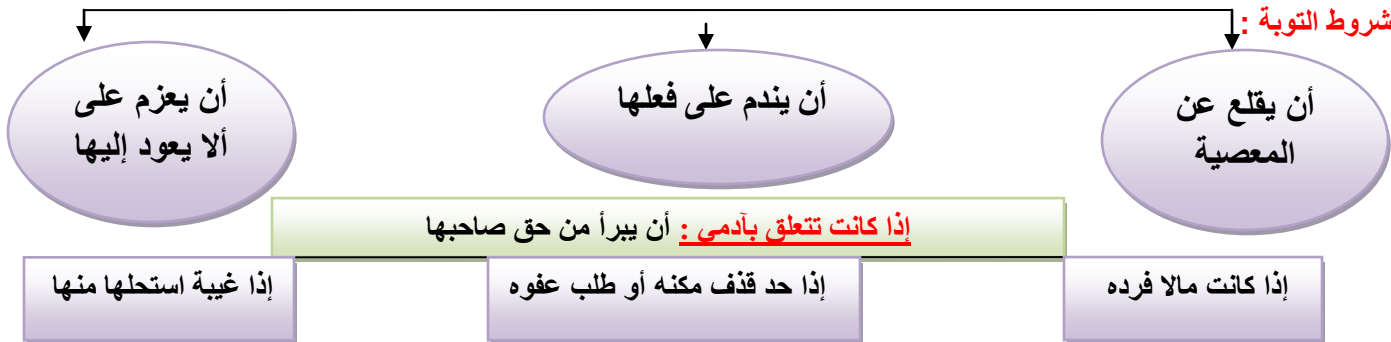 شروط التوبة :
أن يقلع عن
المعصية
أن يندم على فعلها
أن يعزم على
ألا يعود إليها
إذا كانت تتعلق بآدمي : أن يبرأ من حق صاحبها
إذا كانت مالا فرده
إذا حد قذف مكنه أو طلب عفوه
إذا غيبة استحلها منها